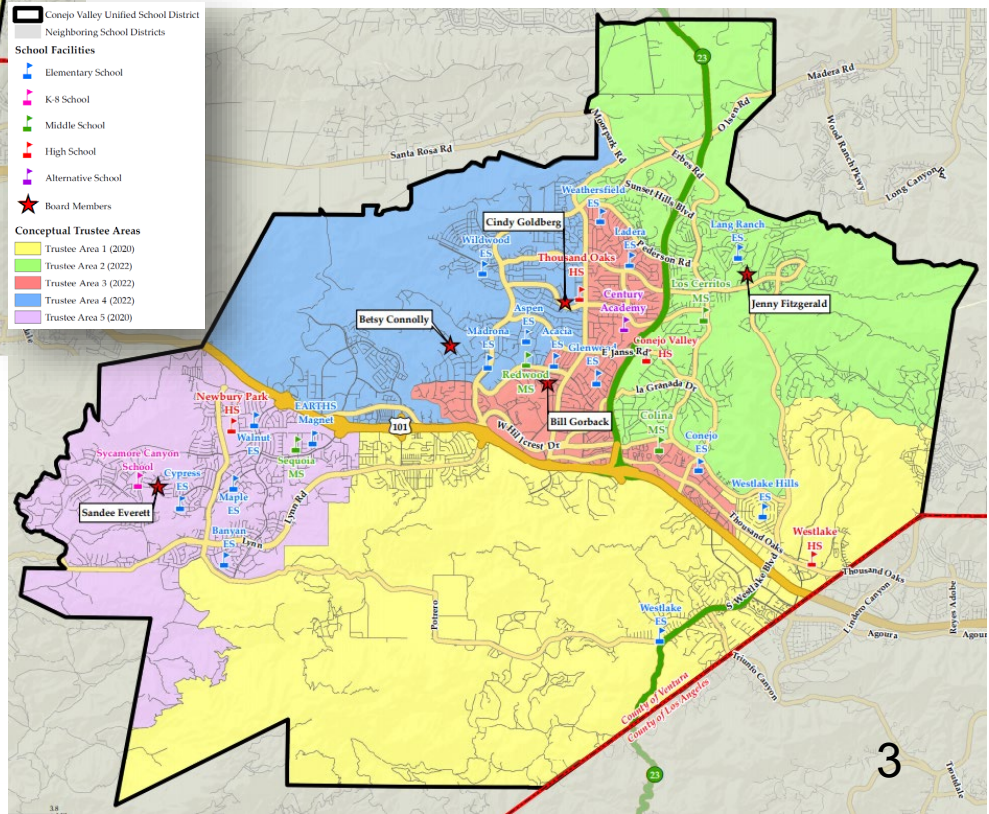 Conejo Valley Unified School District
Neighboring School Districts
School Facilities
Elementary School
K-8 School
Middle School
High School
Alternative School
Board Members
Conceptual Trustee Areas
Trustee Area 1 (2020)
Trustee Area 2 (2022)
Trustee Area 3 (2022)
Trustee Area 4 (2022)
Trustee Area 5 (2020)
23
Madera Rd
Olsen Rd
Moorpark Rd
Wood Ranch Pkwy
Santa Rosa Rd
Erbes Rd
Long Canyon Rd
Weathersfield
ES
Sunset Hills Blvd
Cindy Goldberg
Lang Ranch
ES
Ladera
ES
Wildwood
ES
Pederson Rd
Thousand Oaks
HS
Los Cerritos
MS
Century
Academy
Jenny Fitzgerald
Betsy Connolly
Aspen
ES
Madrona
ES
Acacia
ES
Glenwood
ES
E Janss Rd
Conejo Valley
HS
Redwood
MS
la Granada Dr
Newbury Park
HS
EARTHS
Magnet
Bill Gorback
Colina
MS
101
W Hillcrest Dr
Walnut
ES
Conejo
ES
Sycamore Canyon
School
Sequoia
MS
Cypress
ES
Maple
ES
Westlake Hills
ES
Sandee Everett
Lynn Rd
Thousand Oaks
Westlake
HS
Banyan
ES
Lynn
Thousand Oaks
S Westlake Blvd
Lindero Canyon
Reyes Adobe
Potrero
Westlake
ES
Agoura
Agour
Triunfo Canyon
County of Ventura
County of Los Angeles
3
23
Troutdale
3.8